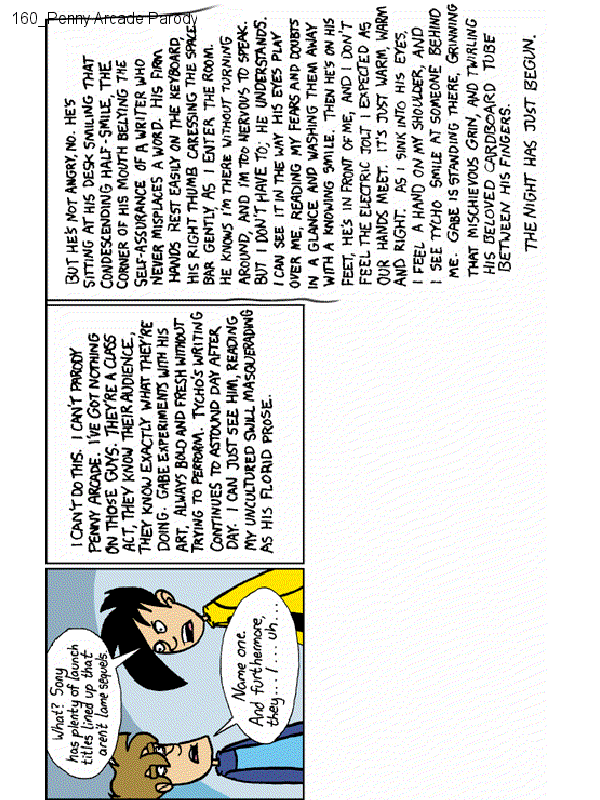 160_Penny Arcade Parody
What? Sony
has plenty of launch
titles lined up that
aren't lame sequels.
Name one.
And furthermore,
they... I... uh...
I CAN'T DO THIS. I CAN'T PARODY
PENNY ARCADE. I'VE GOT NOTHING
ON THOSE GUYS. THEY'RE A CLASS
ACT, THEY KNOW THEIR AUDIENCE,
THEY KNOW EXACTLY WHAT THEY'RE
DOING. GABE EXPERIMENTS WITH HIS
ART, ALWAYS BOLD AND FRESH WITHOUT
TRYING TO PERFORM. TYCHO'S WRITING
CONTINUES TO ASTOUND DAY AFTER
DAY. I CAN JUST SEE HIM, READING
MY UNCULTURED SWILL MASQUERADING
AS HIS FLORID PROSE.
BUT HE'S NOT ANGRY, NO. HE'S
SITTING AT HIS DESK SMILING THAT
CONDESCENDING HALF-SMILE, THE
CORNER OF HIS MOUTH BELYING THE
SELF-ASSURANCE OF A WRITER WHO
NEVER MISPLACES A WORD. HIS FIRM
HANDS REST EASILY ON THE KEYBOARD,
HIS RIGHT THUMB CARESSING THE SPACE
BAR GENTLY, AS I ENTER THE ROOM.
HE KNOWS I'M THERE WITHOUT TURNING
AROUND, AND I'M TOO NERVOUS TO SPEAK.
BUT I DON'T HAVE TO; HE UNDERSTANDS.
I CAN SEE IT IN THE WAY HIS EYES PLAY
OVER ME, READING MY FEARS AND DOUBTS
IN A GLANCE AND WASHING THEM AWAY
WITH A KNOWING SMILE. THEN HE'S ON HIS
FEET, HE'S IN FRONT OF ME, AND I DON'T
FEEL THE ELECTRIC JOLT I EXPECTED AS
OUR HANDS MEET. IT'S JUST WARM, WARM
AND RIGHT. AS I SINK INTO HIS EYES,
I FEEL A HAND ON MY SHOULDER, AND
I SEE TYCHO SMILE AT SOMEONE BEHIND
ME. GABE IS STANDING THERE, GRINNING
THAT MISCHIEVOUS GRIN, AND TWIRLING
HIS BELOVED CARDBOARD TUBE
BETWEEN HIS FINGERS.
THE NIGHT HAS JUST BEGUN.